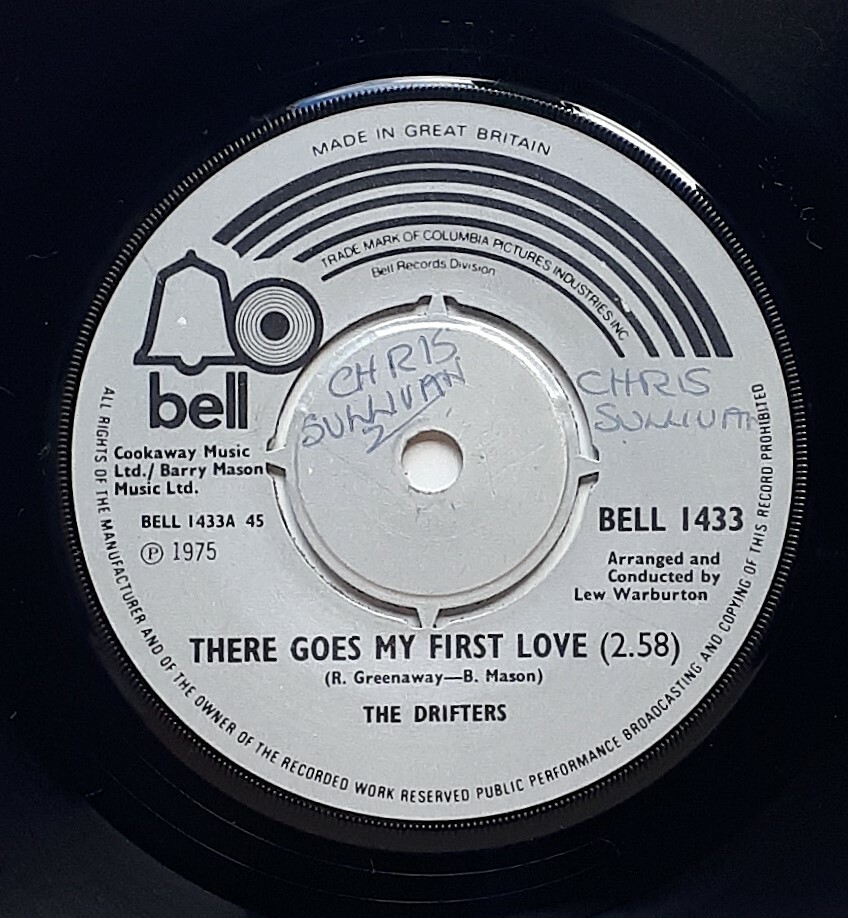 MADE IN GREAT BRITAIN
TRADE MARK OF COLUMBIA PICTURES INDUSTRIES INC.
Bell Records Division
bell
CHRIS
SULLIVAN
2
CHRIS
SULLIVAN
Cookaway Music
Ltd./ Barry Mason
Music Ltd.
BELL 1433A 45
Ⓟ 1975
BELL 1433
Arranged and
Conducted by
Lew Warburton
THERE GOES MY FIRST LOVE (2.58)
(R. Greenaway—B. Mason)
THE DRIFTERS
ALL RIGHTS OF THE MANUFACTURER AND OF THE OWNER OF THE RECORDED WORK RESERVED PUBLIC PERFORMANCE BROADCASTING AND COPYING OF THIS RECORD PROHIBITED